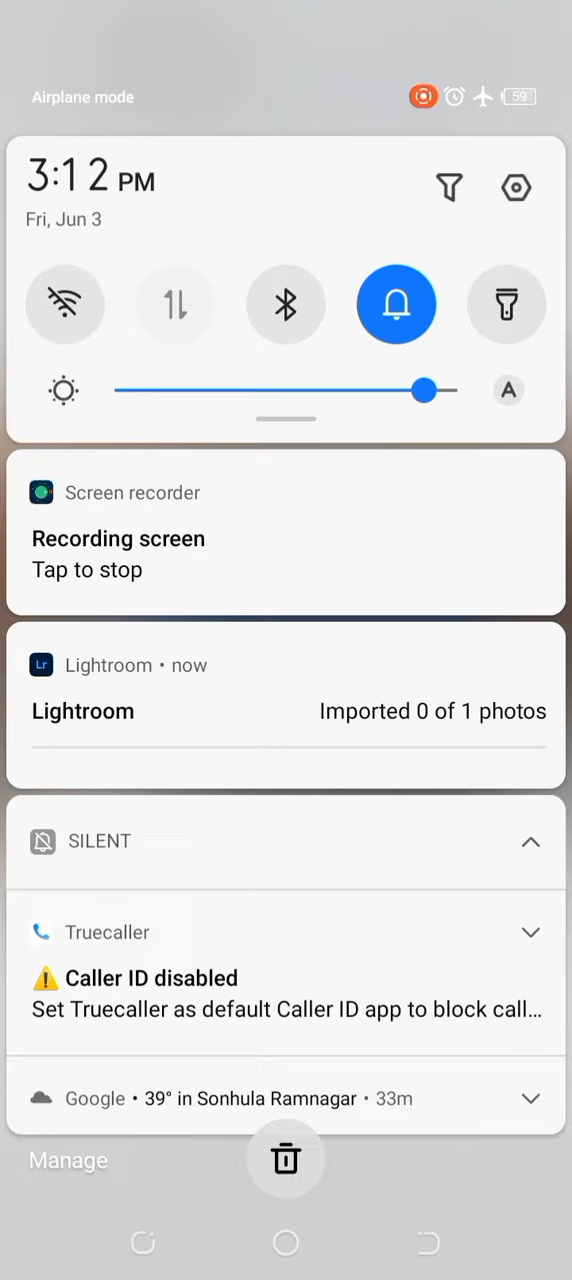 Airplane mode
59
3:12 PM
Fri, Jun 3
A
Screen recorder
Recording screen
Tap to stop
Lr Lightroom • now
Lightroom Imported 0 of 1 photos
SILENT
Truecaller
⚠️ Caller ID disabled
Set Truecaller as default Caller ID app to block call...
Google • 39° in Sonhula Ramnagar • 33m
Manage